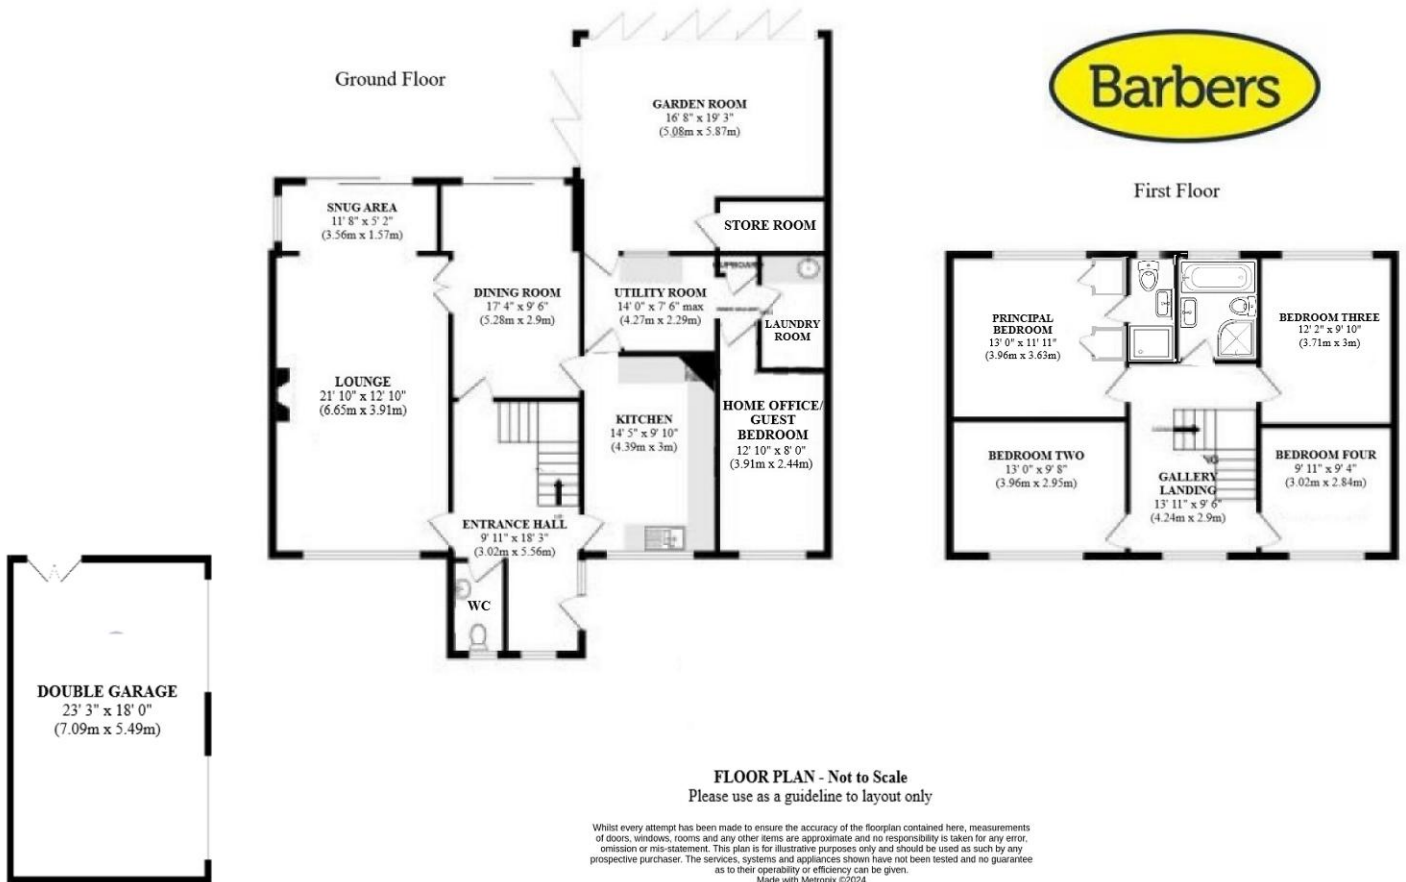 Ground Floor
Barbers
First Floor
GARDEN ROOM
16' 8" x 19' 3"
(5.08m x 5.87m)
SNUG AREA
11' 8" x 5' 2"
(3.56m x 1.57m)
STORE ROOM
DINING ROOM
17' 4" x 9' 6"
(5.28m x 2.9m)
UTILITY ROOM
14' 0" x 7' 6" max
(4.27m x 2.29m)
CUPBOARD
LAUNDRY
ROOM
LOUNGE
21' 10" x 12' 10"
(6.65m x 3.91m)
KITCHEN
14' 5" x 9' 10"
(4.39m x 3m)
HOME OFFICE/
GUEST
BEDROOM
12' 10" x 8' 0"
(3.91m x 2.44m)
ENTRANCE HALL
9' 11" x 18' 3"
(3.02m x 5.56m)
WC
PRINCIPAL
BEDROOM
13' 0" x 11' 11"
(3.96m x 3.63m)
BEDROOM THREE
12' 2" x 9' 10"
(3.71m x 3m)
BEDROOM TWO
13' 0" x 9' 8"
(3.96m x 2.95m)
GALLERY
LANDING
13' 11" x 9' 6"
(4.24m x 2.9m)
BEDROOM FOUR
9' 11" x 9' 4"
(3.02m x 2.84m)
DOUBLE GARAGE
23' 3" x 18' 0"
(7.09m x 5.49m)
FLOOR PLAN - Not to Scale
Please use as a guideline to layout only
Whilst every attempt has been made to ensure the accuracy of the floorplan contained here, measurements
of doors, windows, rooms and any other items are approximate and no responsibility is taken for any error,
omission or mis-statement. This plan is for illustrative purposes only and should be used as such by any
prospective purchaser. The services, systems and appliances shown have not been tested and no guarantee
as to their operability or efficiency can be given.
Made with Metropix ©2024